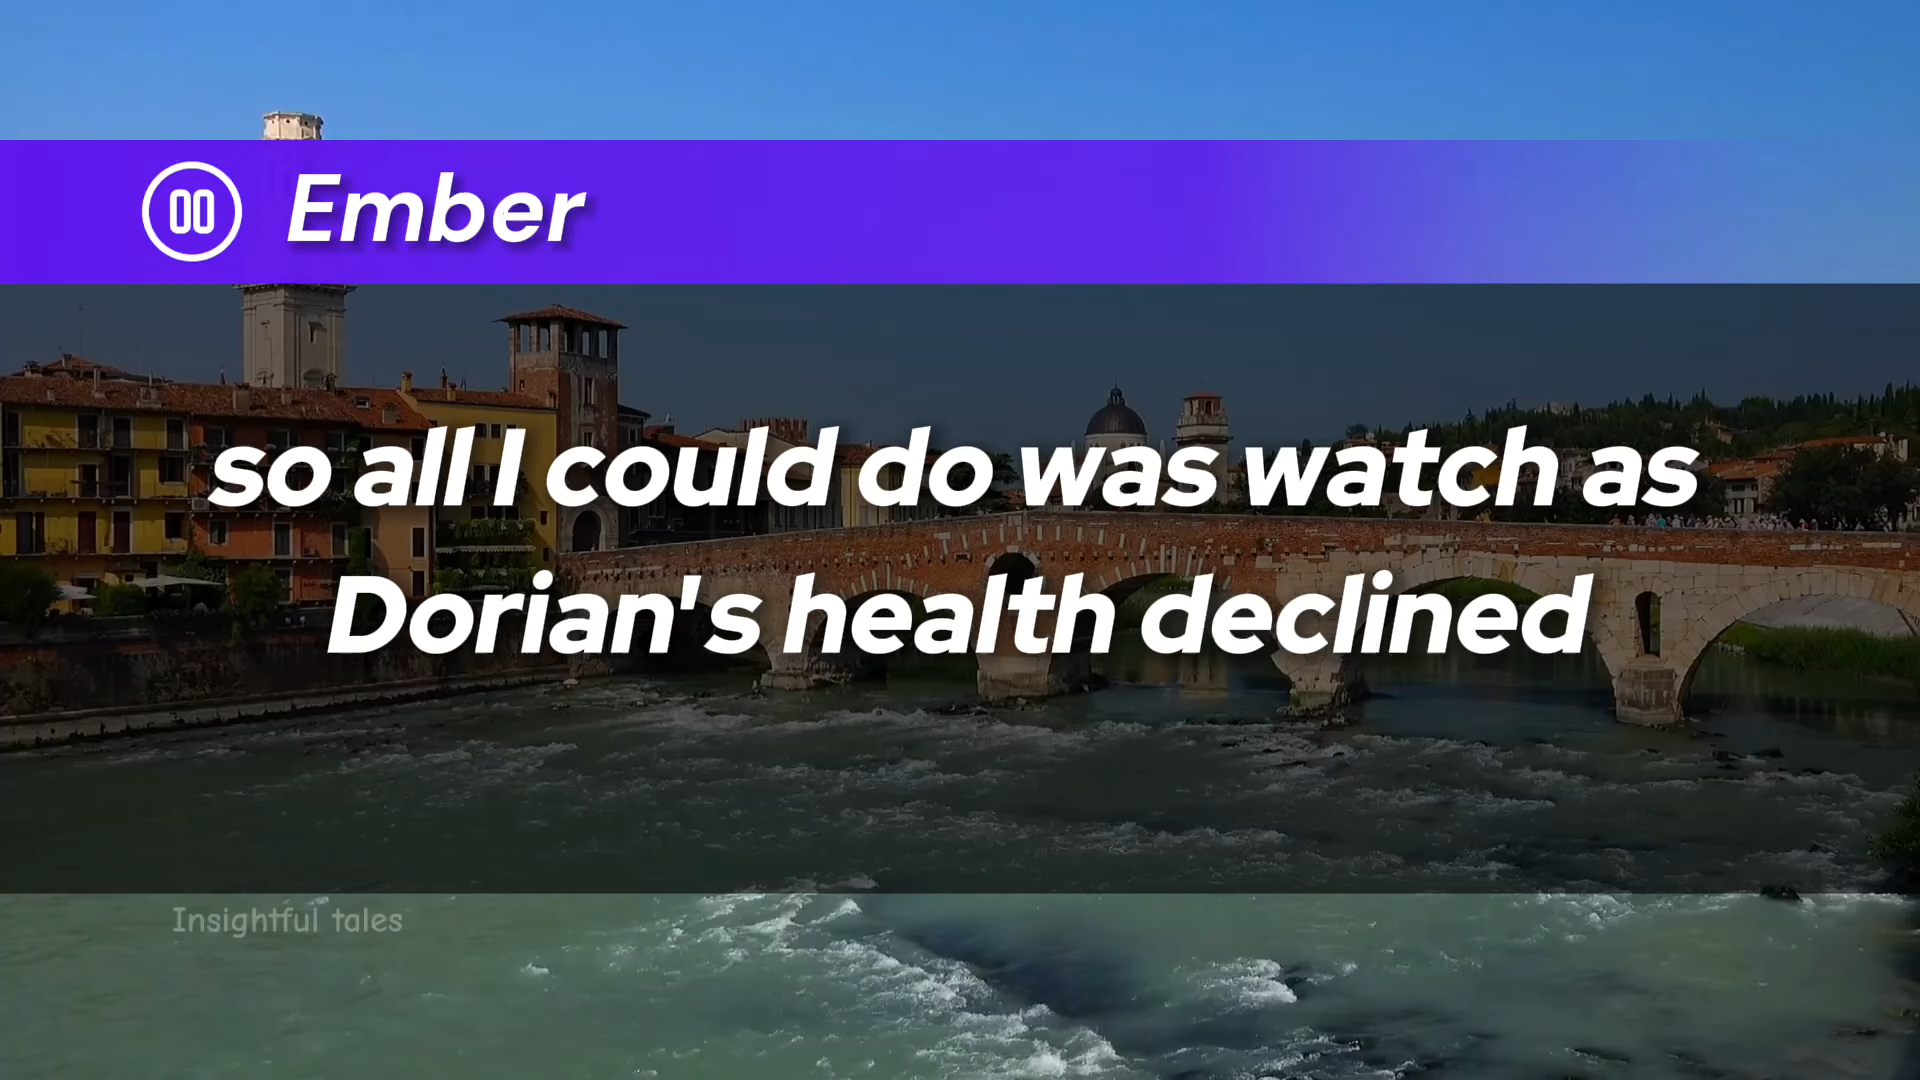 Ember
so all I could do was watch as
Dorian's health declined
Insightful tales